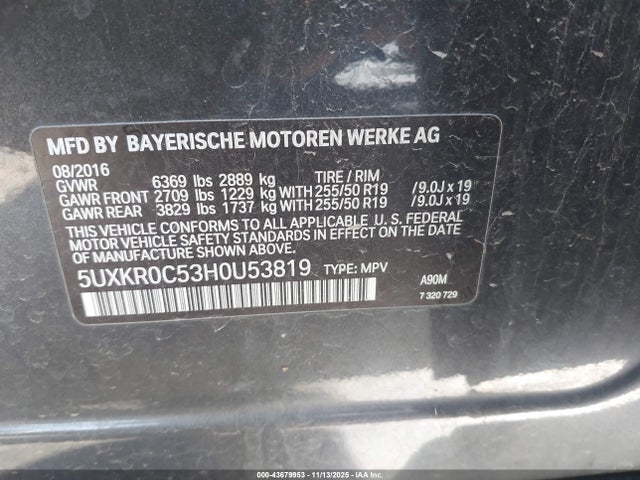 MFD BY BAYERISCHE MOTOREN WERKE AG
08/2016
GVWR 6369 lbs 2889 kg TIRE / RIM
GAWR FRONT 2709 lbs 1229 kg WITH 255/50 R19 /9.0J x 19
GAWR REAR 3829 lbs 1737 kg WITH 255/50 R19 /9.0J x 19
THIS VEHICLE CONFORMS TO ALL APPLICABLE U. S. FEDERAL
MOTOR VEHICLE SAFETY STANDARDS IN EFFECT ON THE DATE
OF MANUFACTURE SHOWN ABOVE.
5UXKR0C53H0U53819 TYPE: MPV A90M
7 320 729
000-43679953 | 11/13/2025 - IAAI.CA